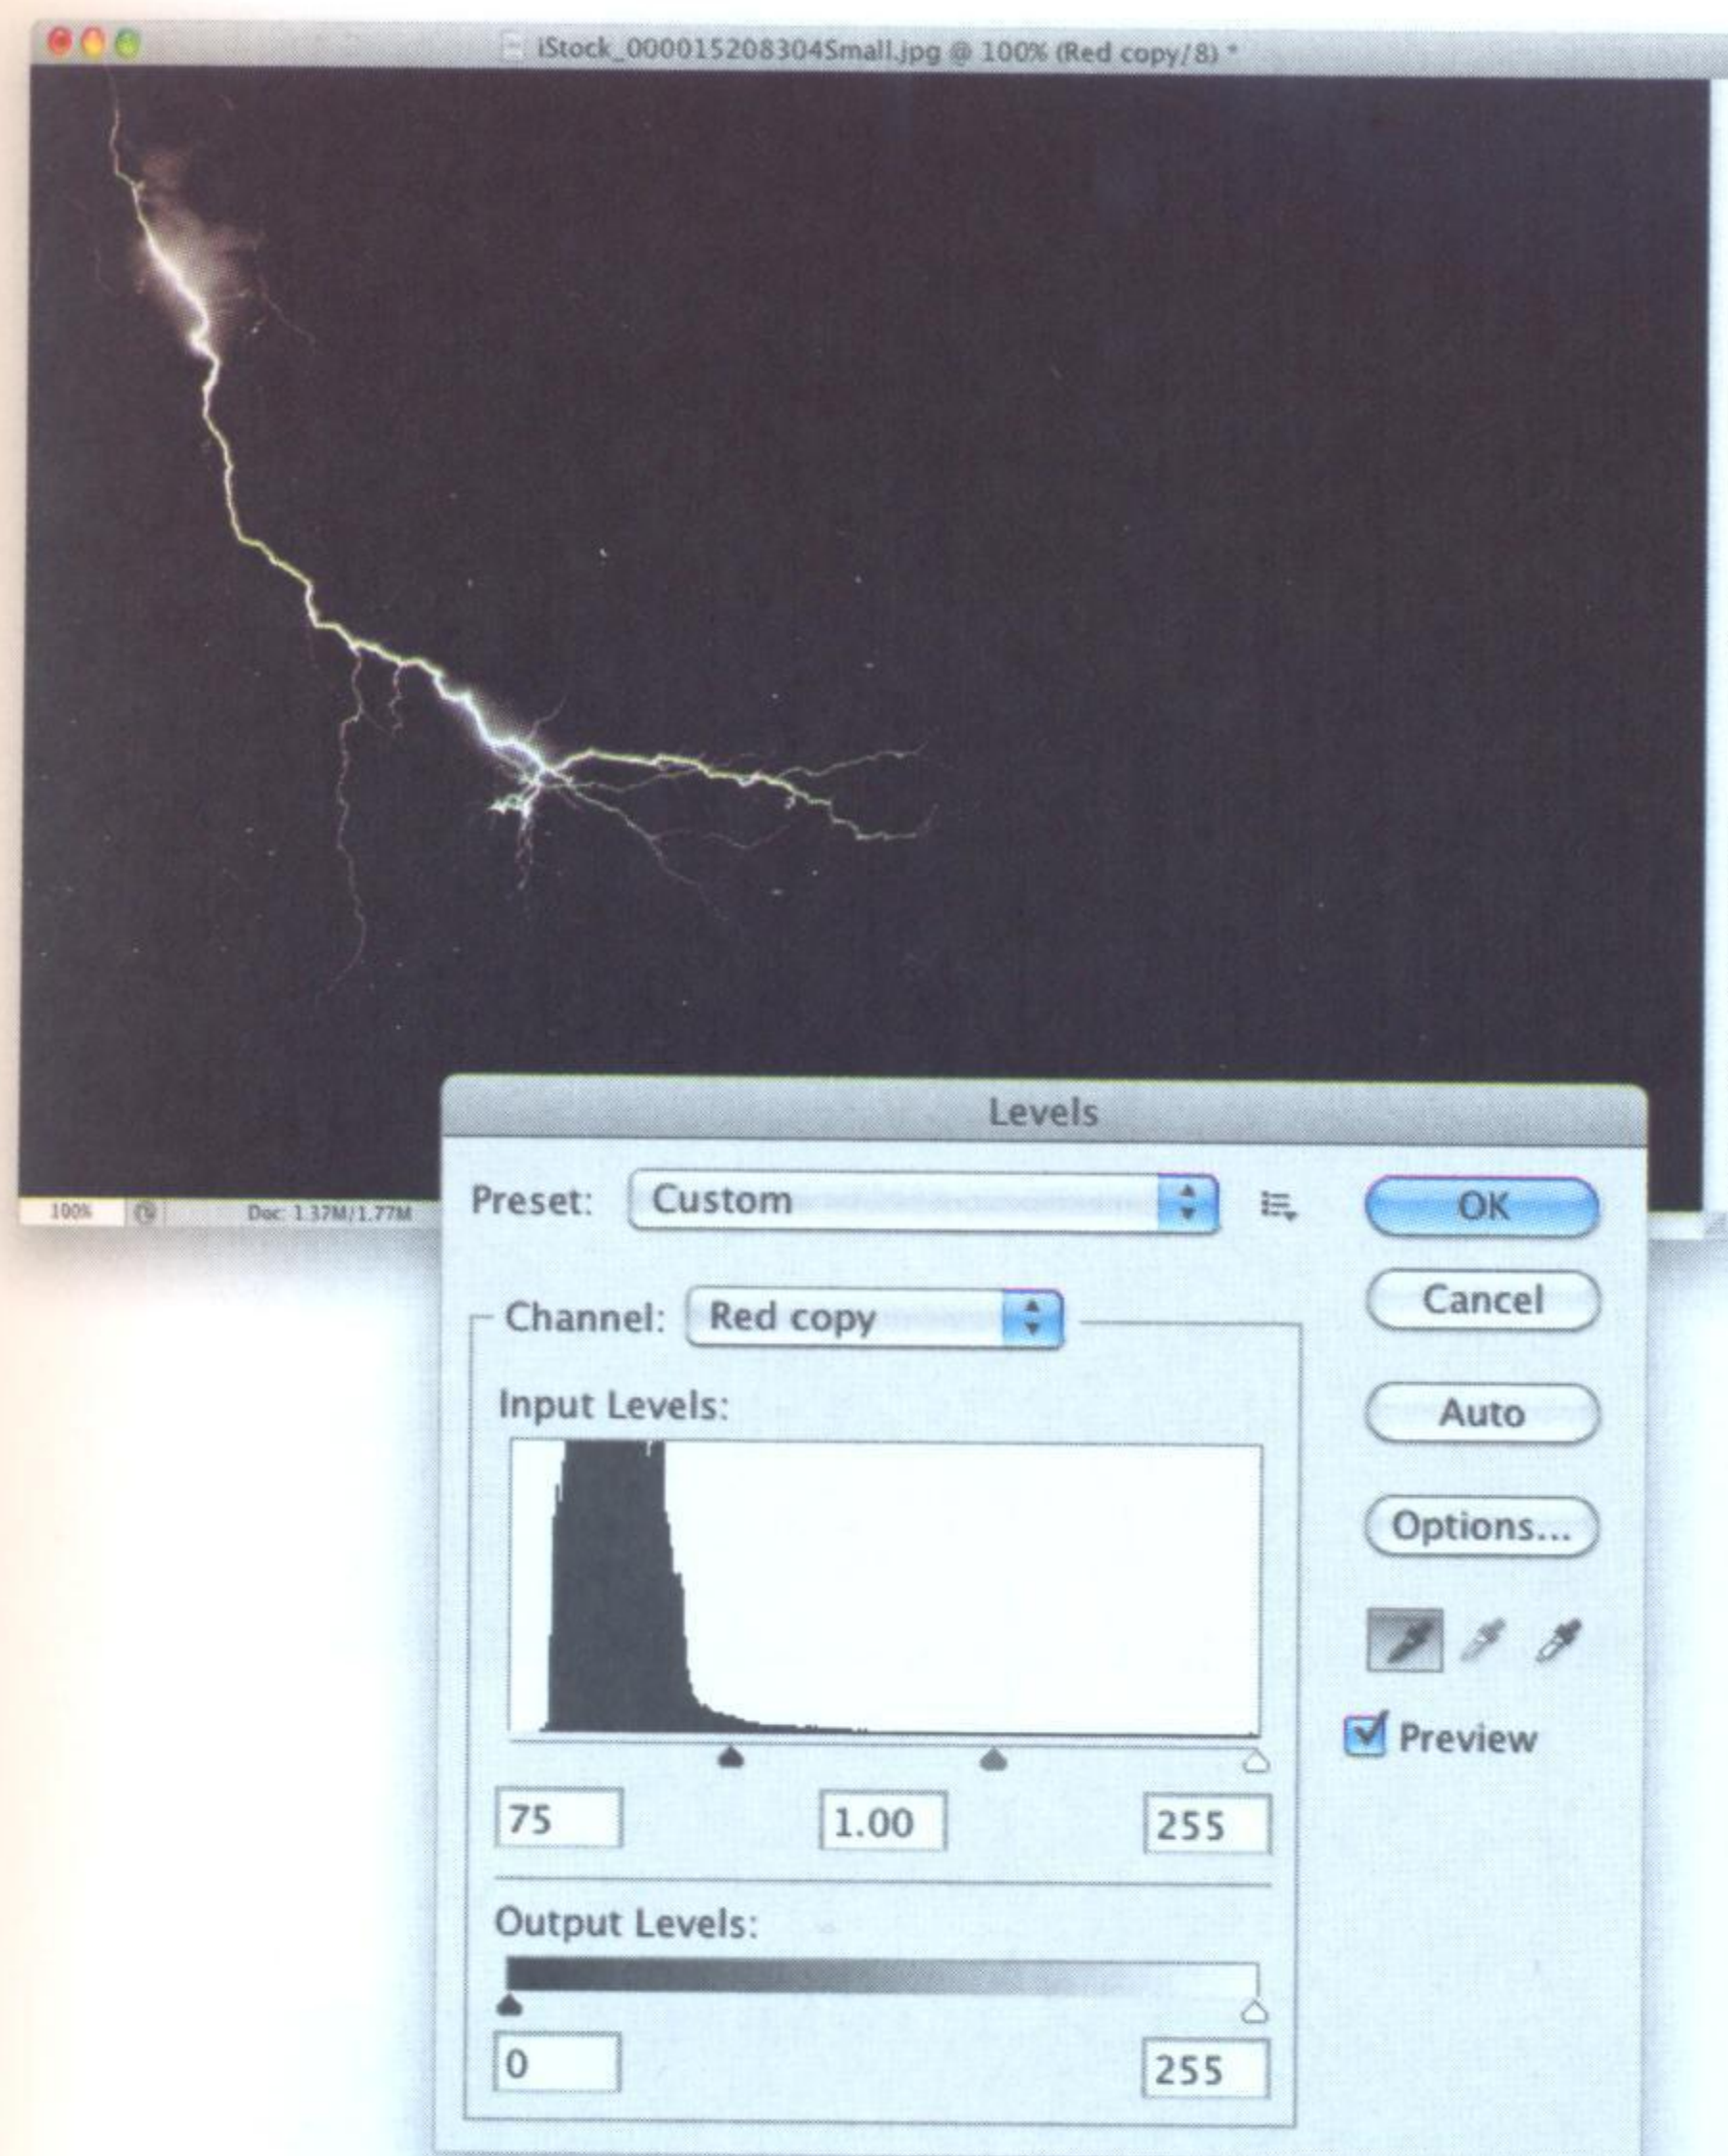 iStock_000015208304Small.jpg @ 100% (Red copy/8) *
100% Doc: 1.37M/1.77M
Levels
Preset: Custom
OK
Cancel
Channel: Red copy
Auto
Input Levels:
Options...
Preview
75 1.00 255
Output Levels:
0 255